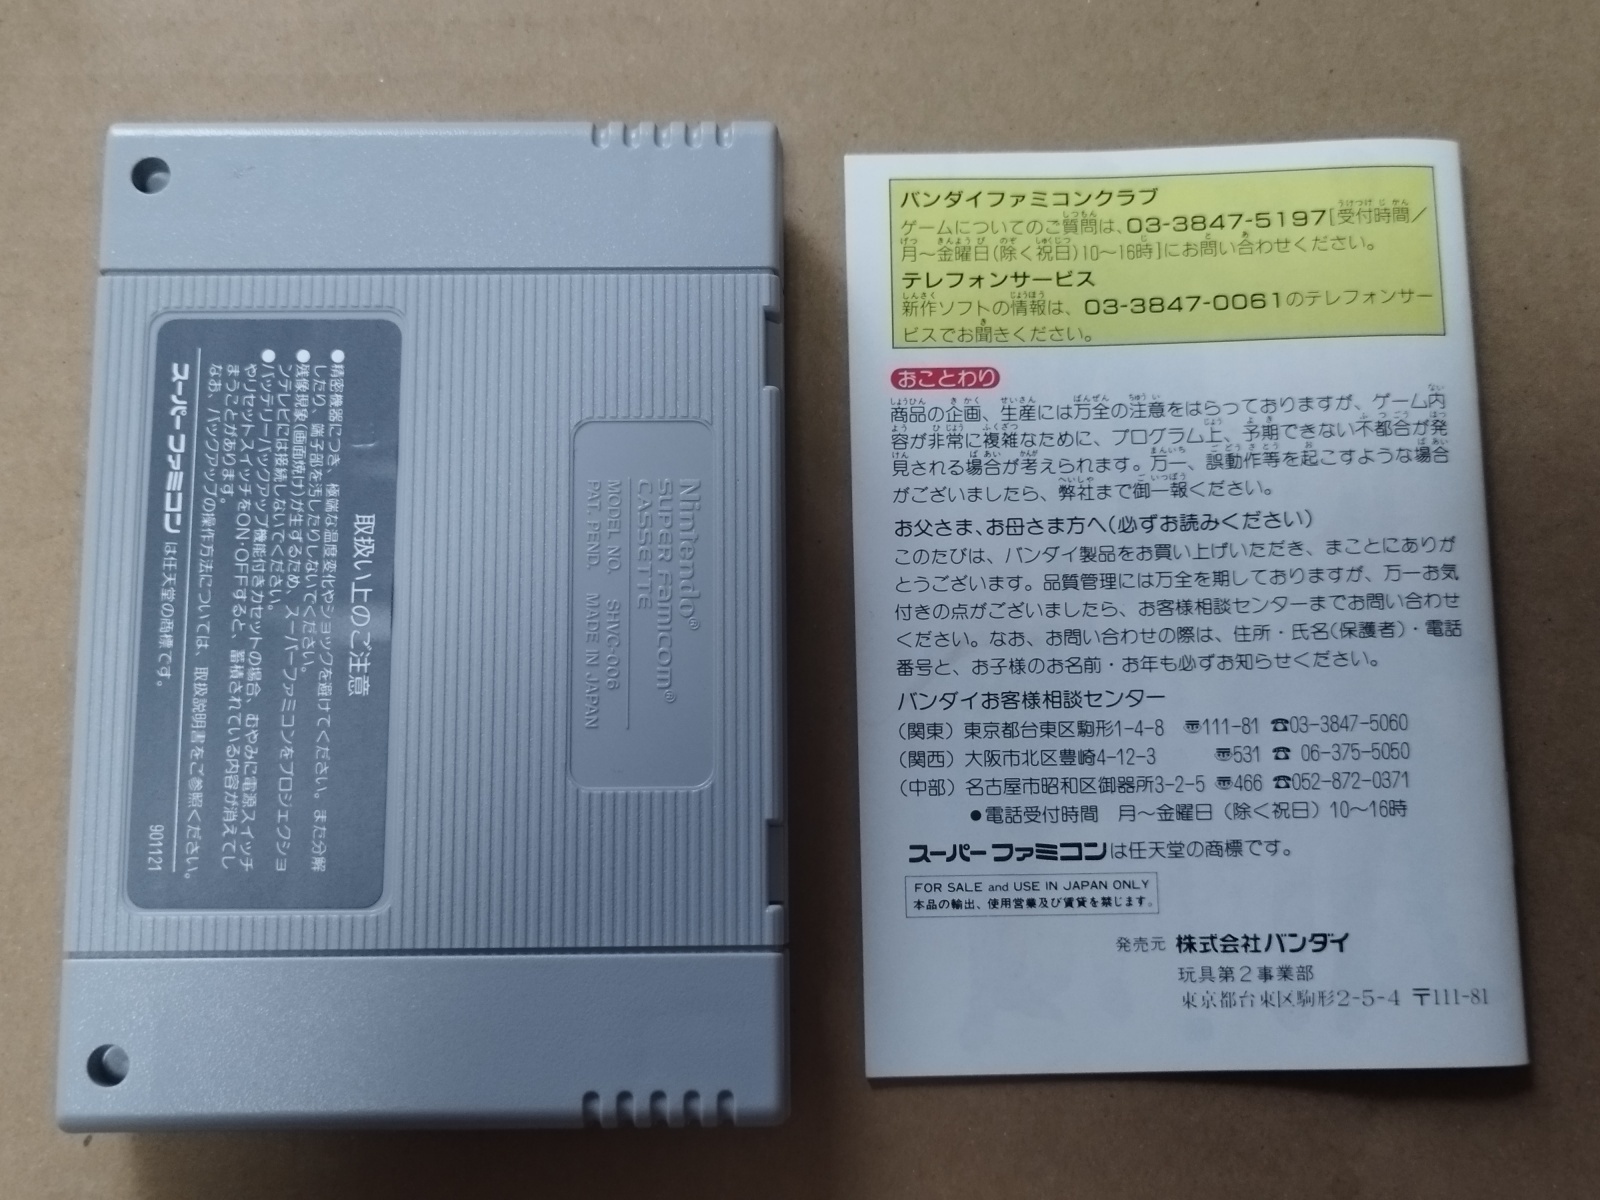 取扱い上のご注意
●精密機器につき、極端な温度変化やショックを避けてください。また分解
したり、端子部を汚したりしないでください。
●残像現象(画面焼け)が生ずるため、スーパーファミコンをプロジェクショ
ンテレビには接続しないでください。
●バッテリーバックアップ機能付きカセットの場合、むやみに電源スイッチ
やリセットスイッチをON・OFFすると、蓄積されている内容が消えてし
まうことがあります。
なお、バックアップの操作方法については、取扱説明書をご参照ください。
スーパーファミコンは任天堂の商標です。
901121
Nintendo®
SUPER FAMICOM®
CASSETTE
MODEL NO. SHVC-006
PAT. PEND. MADE IN JAPAN
バンダイファミコンクラブ
ゲームについてのご質問は、03-3847-5197[受付時間/
月〜金曜日(除く祝日)10〜16時]にお問い合わせください。
テレフォンサービス
新作ソフトの情報は、03-3847-0061のテレフォンサー
ビスでお聞きください。
おことわり
商品の企画、生産には万全の注意をはらっておりますが、ゲーム内
容が非常に複雑なために、プログラム上、予期できない不都合が発
見される場合が考えられます。万一、誤動作等を起こすような場合
がございましたら、弊社まで御一報ください。
お父さま、お母さま方へ(必ずお読みください)
このたびは、バンダイ製品をお買い上げいただき、まことにありが
とうございます。品質管理には万全を期しておりますが、万一お気
付きの点がございましたら、お客様相談センターまでお問い合わせ
ください。なお、お問い合わせの際は、住所・氏名(保護者)・電話
番号と、お子様のお名前・お年も必ずお知らせください。
バンダイお客様相談センター
(関東) 東京都台東区駒形1-4-8 〠111-81 ☎03-3847-5060
(関西) 大阪市北区豊崎4-12-3 〠531 ☎ 06-375-5050
(中部) 名古屋市昭和区御器所3-2-5 〠466 ☎052-872-0371
●電話受付時間 月〜金曜日(除く祝日)10〜16時
スーパーファミコンは任天堂の商標です。
FOR SALE and USE IN JAPAN ONLY
本品の輸出、使用営業及び賃貸を禁じます。
発売元 株式会社バンダイ
玩具第2事業部
東京都台東区駒形2-5-4 〒111-81